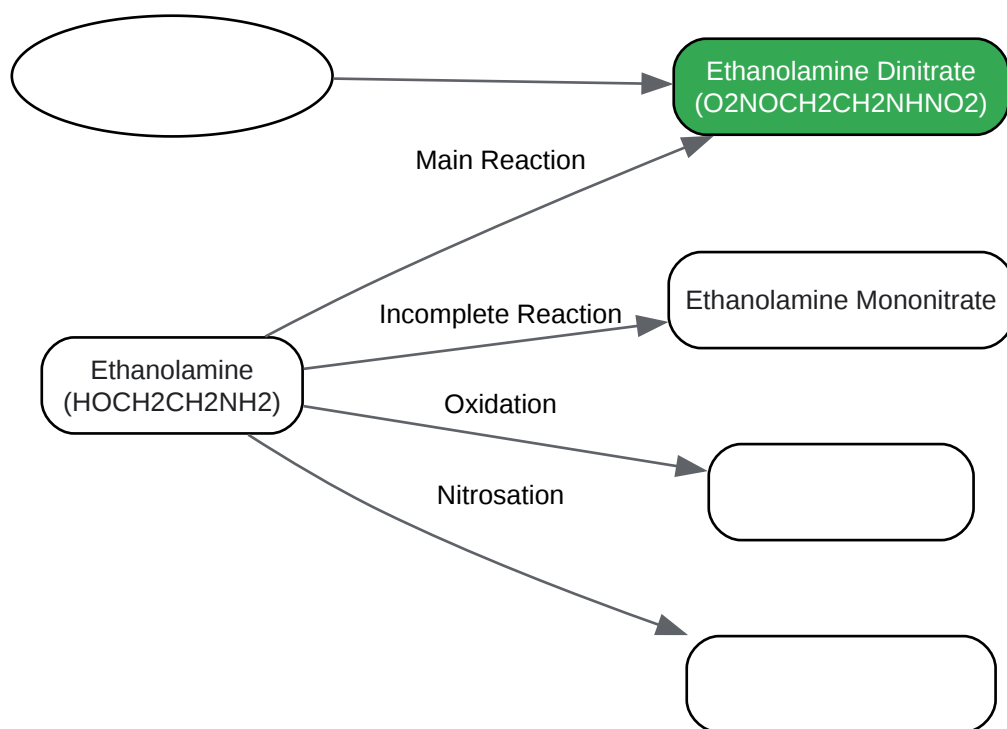 Ethanolamine Dinitrate
(O2NOCH2CH2NHNO2)
Main Reaction
Ethanolamine Mononitrate
Incomplete Reaction
Ethanolamine
(HOCH2CH2NH2)
Oxidation
Nitrosation